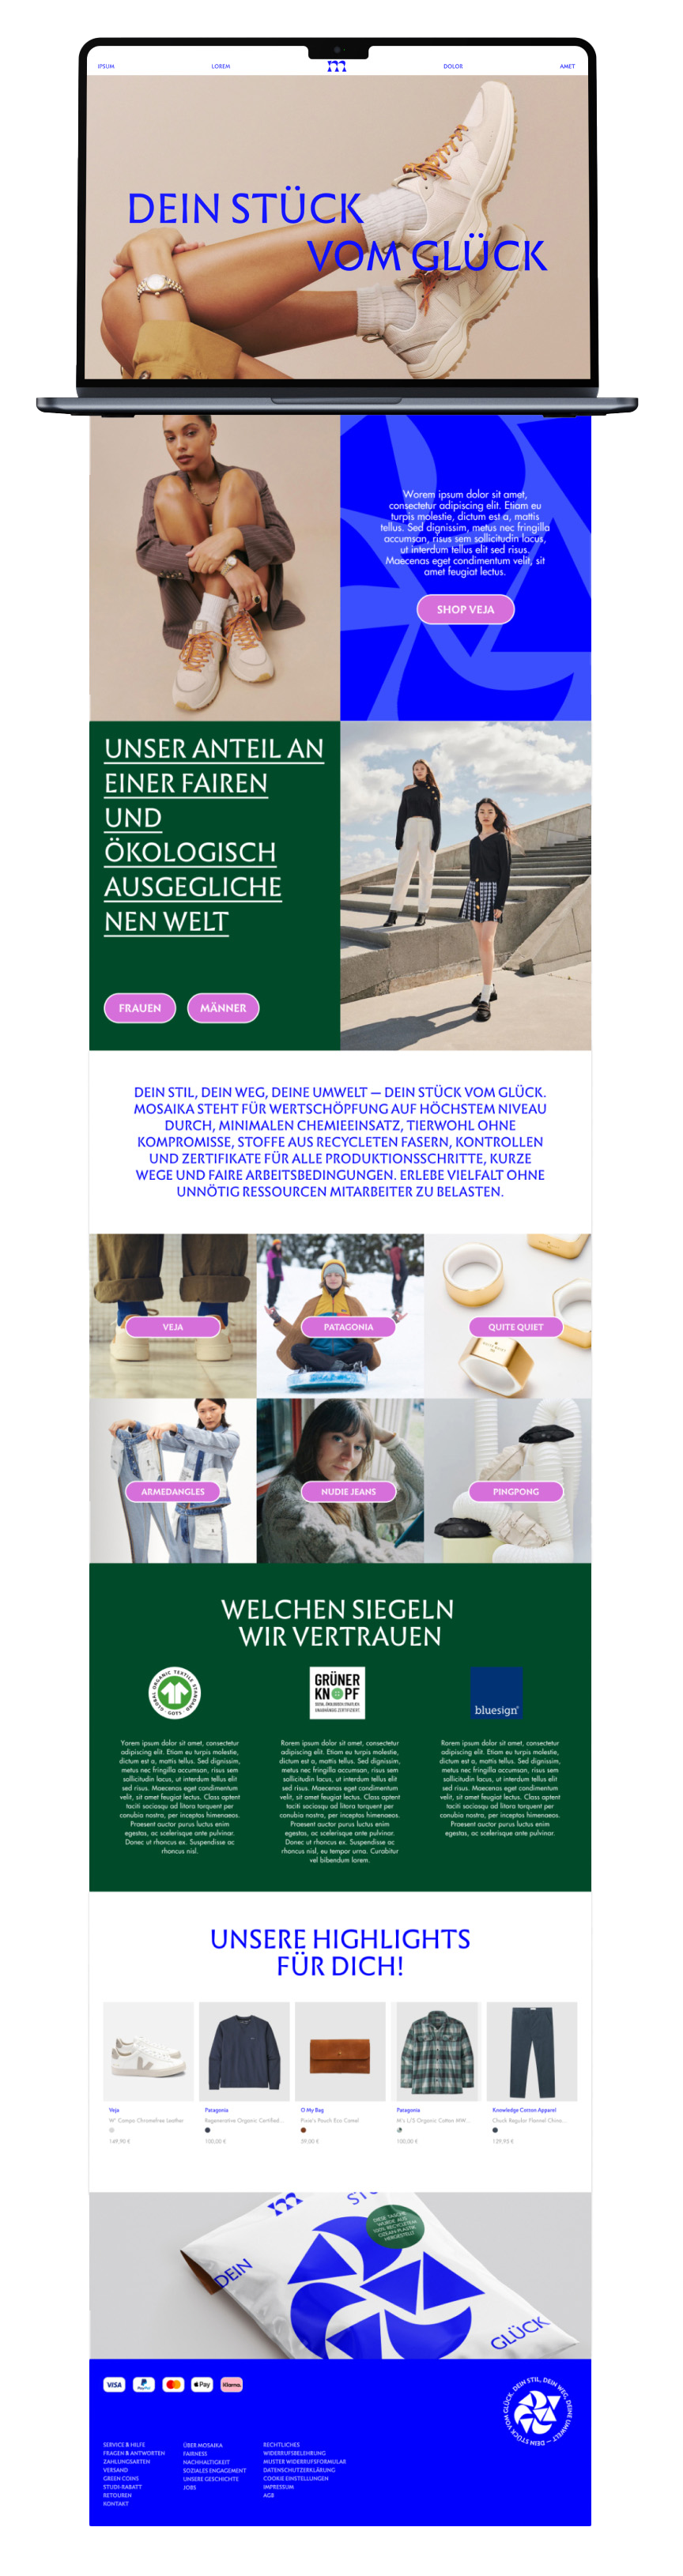 IPSUM
LOREM
m
DOLOR
AMET
DEIN STÜCK
VOM GLÜCK
Worem ipsum dolor sit amet,
consectetur adipiscing elit. Etiam eu
turpis molestie, dictum est a, mattis
tellus. Sed dignissim, metus nec fringilla
accumsan, risus sem sollicitudin lacus,
ut interdum tellus elit sed risus.
Maecenas eget condimentum velit, sit
amet feugiat lectus.
SHOP VEJA
UNSER ANTEIL AN
EINER FAIREN
UND
ÖKOLOGISCH
AUSGEGLICHE
NEN WELT
FRAUEN
MÄNNER
DEIN STIL, DEIN WEG, DEINE UMWELT — DEIN STÜCK VOM GLÜCK.
MOSAIKA STEHT FÜR WERTSCHÖPFUNG AUF HÖCHSTEM NIVEAU
DURCH, MINIMALEN CHEMIEEINSATZ, TIERWOHL OHNE
KOMPROMISSE, STOFFE AUS RECYCLETEN FASERN, KONTROLLEN
UND ZERTIFIKATE FÜR ALLE PRODUKTIONSSCHRITTE, KURZE
WEGE UND FAIRE ARBEITSBEDINGUNGEN. ERLEBE VIELFALT OHNE
UNNÖTIG RESSOURCEN MITARBEITER ZU BELASTEN.
VEJA
PATAGONIA
QUITE QUIET
ARMEDANGLES
NUDIE JEANS
PINGPONG
WELCHEN SIEGELN
WIR VERTRAUEN
GLOBAL ORGANIC TEXTILE STANDARD
GOTS
GRÜNER
KNOPF
bluesign
Yorem ipsum dolor sit amet, consectetur
adipiscing elit. Etiam eu turpis molestie,
dictum est a, mattis tellus. Sed dignissim,
metus nec fringilla accumsan, risus sem
sollicitudin lacus, ut interdum tellus elit
sed risus. Maecenas eget condimentum
velit, sit amet feugiat lectus. Class aptent
taciti sociosqu ad litora torquent per
conubia nostra, per inceptos himenaeos.
Praesent auctor purus luctus enim
egestas, ac scelerisque ante pulvinar.
Donec ut rhoncus ex. Suspendisse ac
rhoncus nisl.
Rorem ipsum dolor sit amet, consectetur
adipiscing elit. Etiam eu turpis molestie,
dictum est a, mattis tellus. Sed dignissim,
metus nec fringilla accumsan, risus sem
sollicitudin lacus, ut interdum tellus elit
sed risus. Maecenas eget condimentum
velit, sit amet feugiat lectus. Class aptent
taciti sociosqu ad litora torquent per
conubia nostra, per inceptos himenaeos.
Praesent auctor purus luctus enim
egestas, ac scelerisque ante pulvinar.
Donec ut rhoncus ex. Suspendisse ac
rhoncus nisl, eu tempor urna. Curabitur
vel bibendum lorem.
Rorem ipsum dolor sit amet, consectetur
adipiscing elit. Etiam eu turpis molestie,
dictum est a, mattis tellus. Sed dignissim,
metus nec fringilla accumsan, risus sem
sollicitudin lacus, ut interdum tellus elit
sed risus. Maecenas eget condimentum
velit, sit amet feugiat lectus. Class aptent
taciti sociosqu ad litora torquent per
conubia nostra, per inceptos himenaeos.
Praesent auctor purus luctus enim
egestas, ac scelerisque ante pulvinar.
UNSERE HIGHLIGHTS
FÜR DICH!
Veja
W' Campo Chromefree Leather
149,90 €
Patagonia
Regenerative Organic Certified...
100,00 €
O My Bag
Pixie's Pouch Eco Camel
39,00 €
Patagonia
M's L/S Organic Cotton MW...
100,00 €
Knowledge Cotton Apparel
Chuck Regular Flannel Chino...
139,95 €
m
DIESE TASCHE
WURDE AUS
100% RECYCLETEM
OZEAN-PLASTIK
HERGESTELLT
DEIN
GLÜCK
VISA
PayPal
Pay
Klarna.
DEIN STIL, DEIN WEG, DEINE UMWELT — DEIN STÜCK VOM GLÜCK.
SERVICE & HILFE
FRAGEN & ANTWORTEN
ZAHLUNGSARTEN
VERSAND
GREEN COINS
STUDI-RABATT
RETOUREN
KONTAKT
ÜBER MOSAIKA
FAIRNESS
NACHHALTIGKEIT
SOZIALES ENGAGEMENT
UNSERE GESCHICHTE
JOBS
RECHTLICHES
WIDERRUFSBELEHRUNG
MUSTER WIDERRUFSFORMULAR
DATENSCHUTZERKLÄRUNG
COOKIE EINSTELLUNGEN
IMPRESSUM
AGB